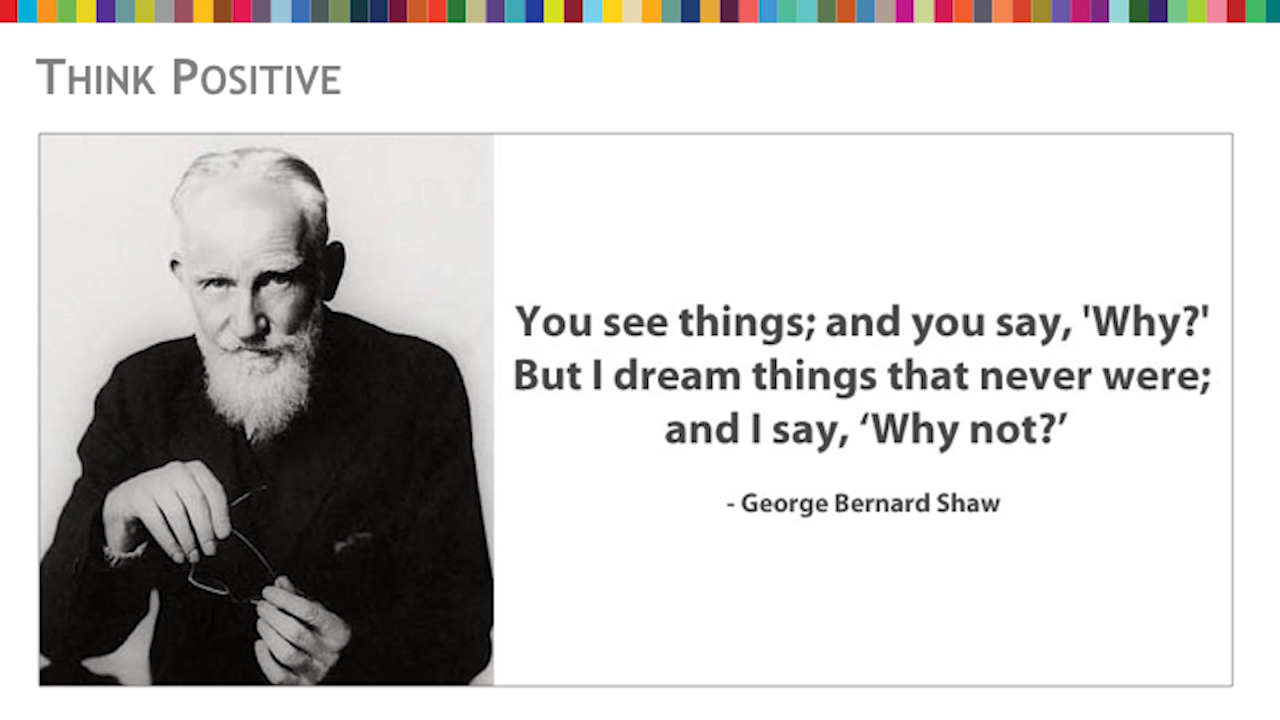 THINK POSITIVE
You see things; and you say, 'Why?'
But I dream things that never were;
and I say, ‘Why not?’
- George Bernard Shaw